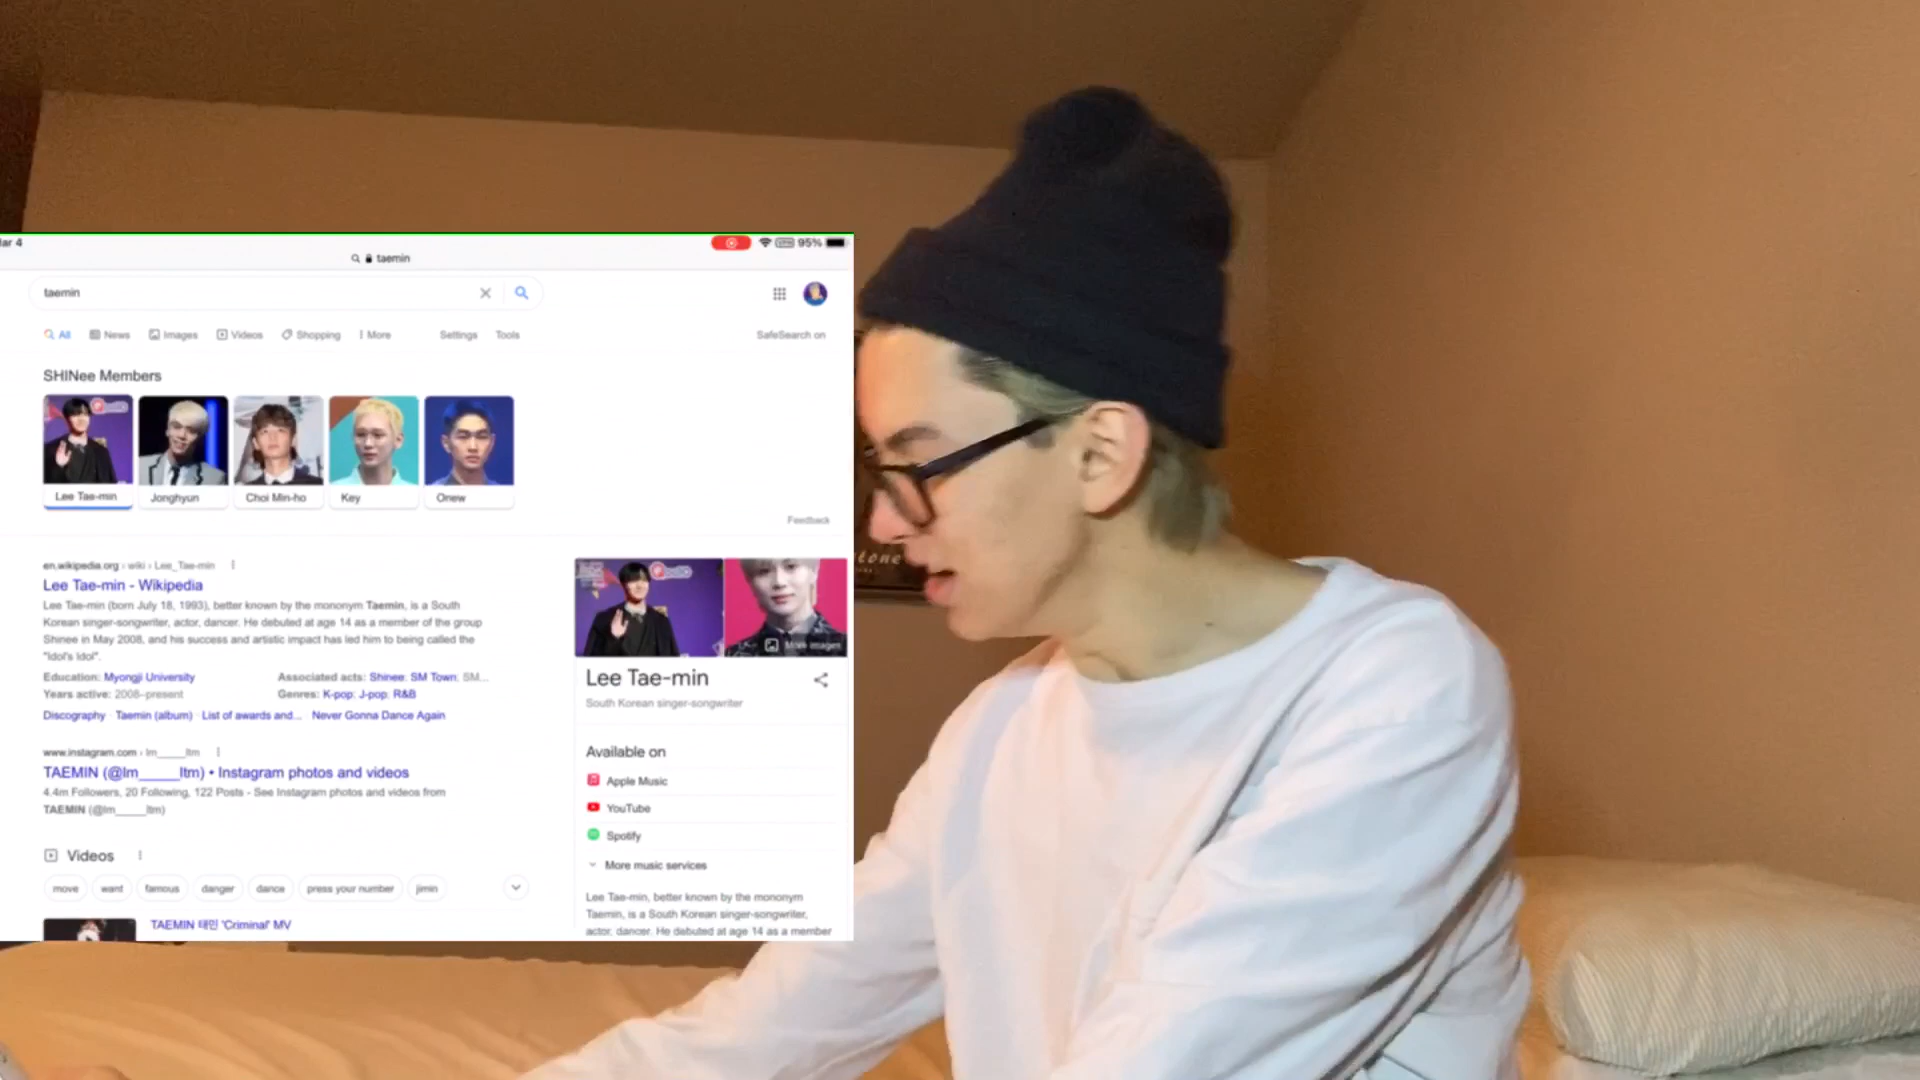 Mar 4
95%
taemin
taemin
All News Images Videos Shopping More Settings Tools SafeSearch on
SHINee Members
Lee Tae-min Jonghyun Choi Min-ho Key Onew
Feedback
en.wikipedia.org › wiki › Lee_Tae-min
Lee Tae-min - Wikipedia
Lee Tae-min (born July 18, 1993), better known by the mononym Taemin, is a South
Korean singer-songwriter, actor, dancer. He debuted at age 14 as a member of the group
Shinee in May 2008, and his success and artistic impact has led him to being called the
"Idol's Idol".
Education: Myongji University Associated acts: Shinee; SM Town; SM...
Years active: 2008–present Genres: K-pop; J-pop; R&B
Discography · Taemin (album) · List of awards and... · Never Gonna Dance Again
www.instagram.com › lm_____ltm
TAEMIN (@lm_____ltm) • Instagram photos and videos
4.4m Followers, 20 Following, 122 Posts - See Instagram photos and videos from
TAEMIN (@lm_____ltm)
Videos
move want famous danger dance press your number jimin
TAEMIN 태민 'Criminal' MV
More images
Lee Tae-min
South Korean singer-songwriter
Available on
Apple Music
YouTube
Spotify
More music services
Lee Tae-min, better known by the mononym
Taemin, is a South Korean singer-songwriter,
actor, dancer. He debuted at age 14 as a member